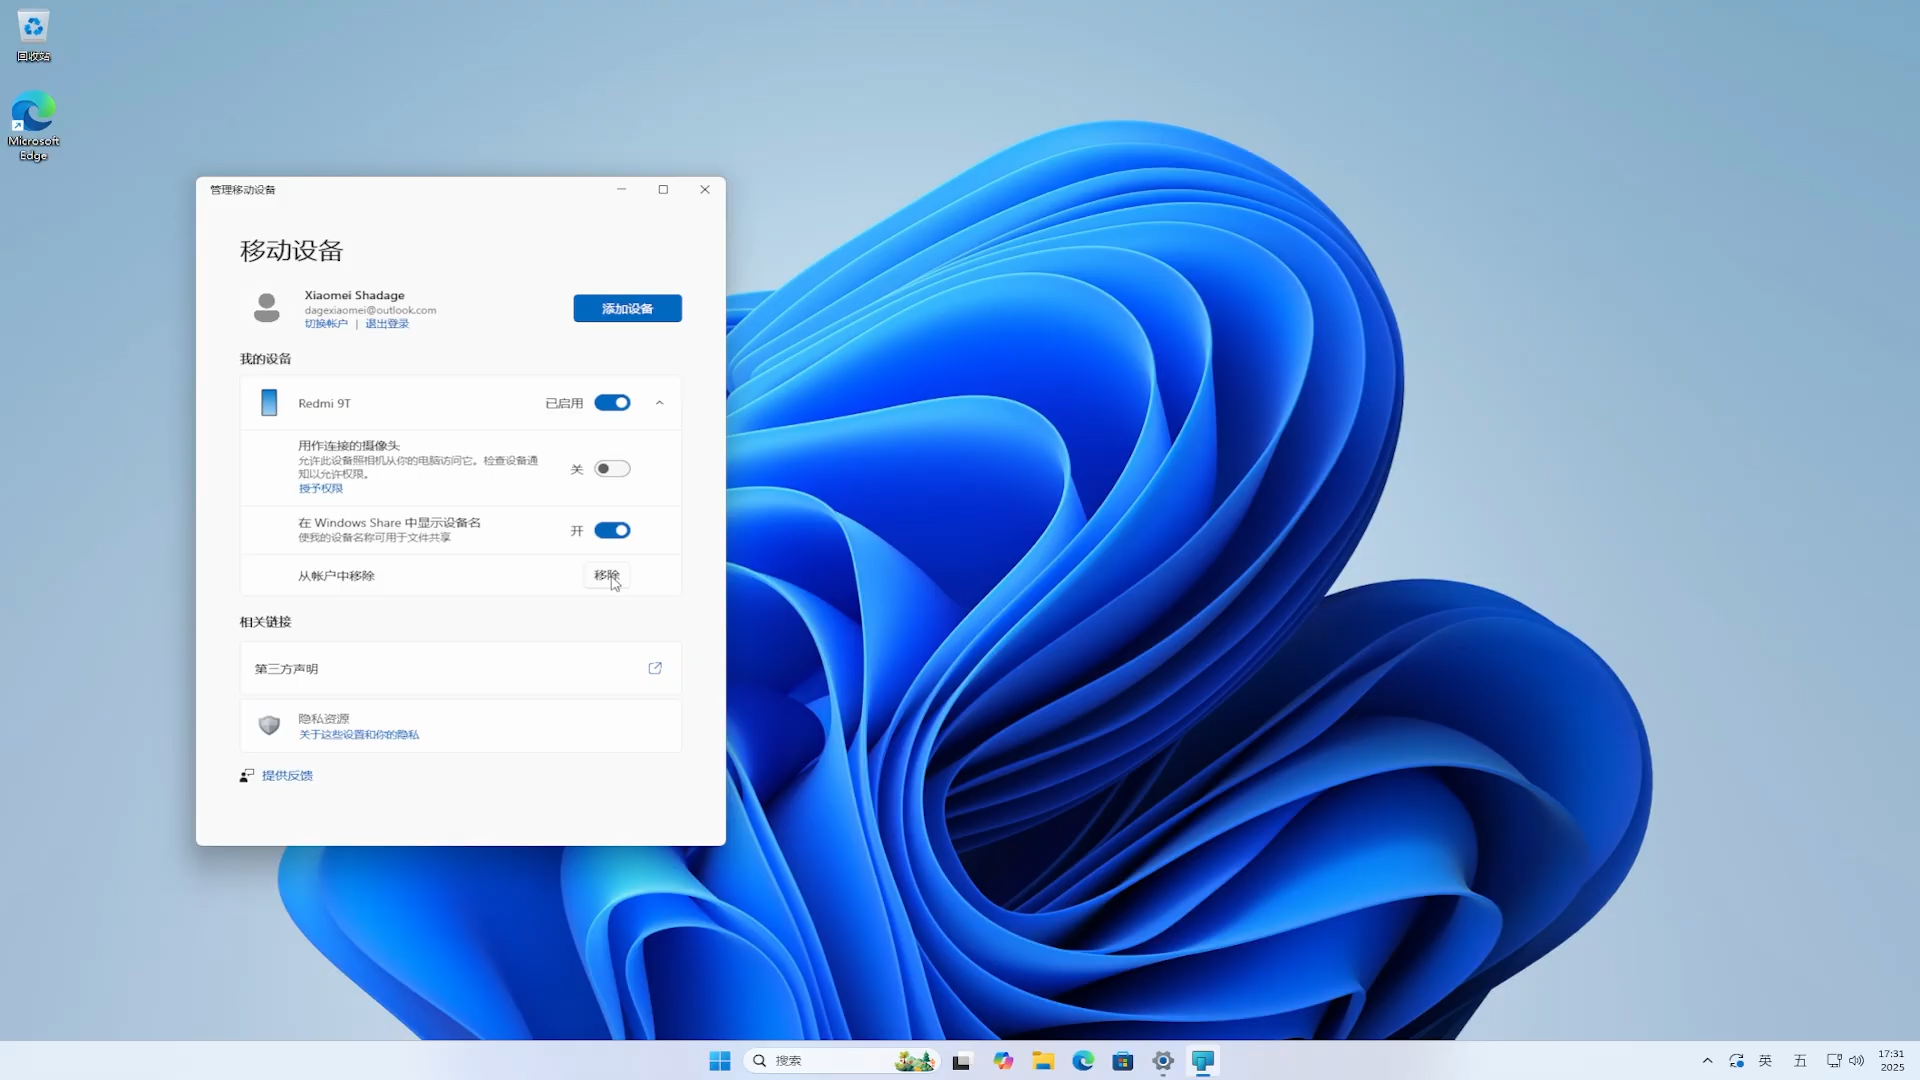 回收站
Microsoft
Edge
管理移动设备
移动设备
Xiaomei Shadage
dagexiaomei@outlook.com
切换帐户 | 退出登录
添加设备
我的设备
Redmi 9T
已启用
用作连接的摄像头
允许此设备照相机从你的电脑访问它。检查设备通
知以允许权限。
授予权限
关
在 Windows Share 中显示设备名
使我的设备名称可用于文件共享
开
从帐户中移除
移除
相关链接
第三方声明
隐私资源
关于这些设置和你的隐私
提供反馈
搜索
英
五
17:31
2025